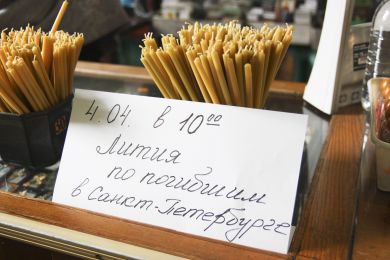 4.04. в 10⁰⁰
Лития
по погибшим
в Санкт-Петербурге